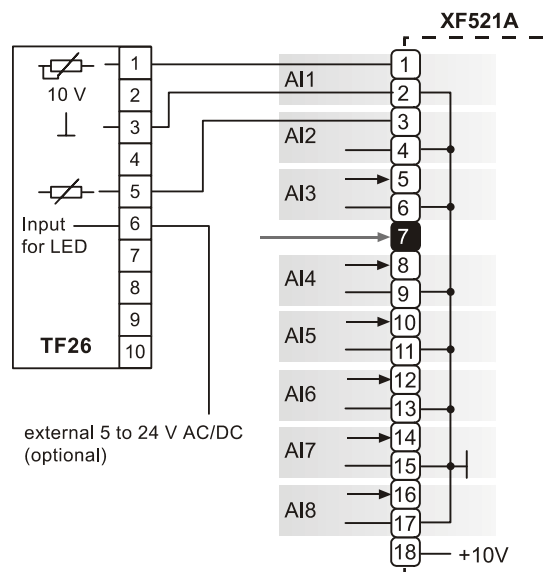 XF521A
10 V
Input
for LED
TF26
1
2
3
4
5
6
7
8
9
10
external 5 to 24 V AC/DC
(optional)
AI1
AI2
AI3
AI4
AI5
AI6
AI7
AI8
1
2
3
4
5
6
7
8
9
10
11
12
13
14
15
16
17
18
+10V